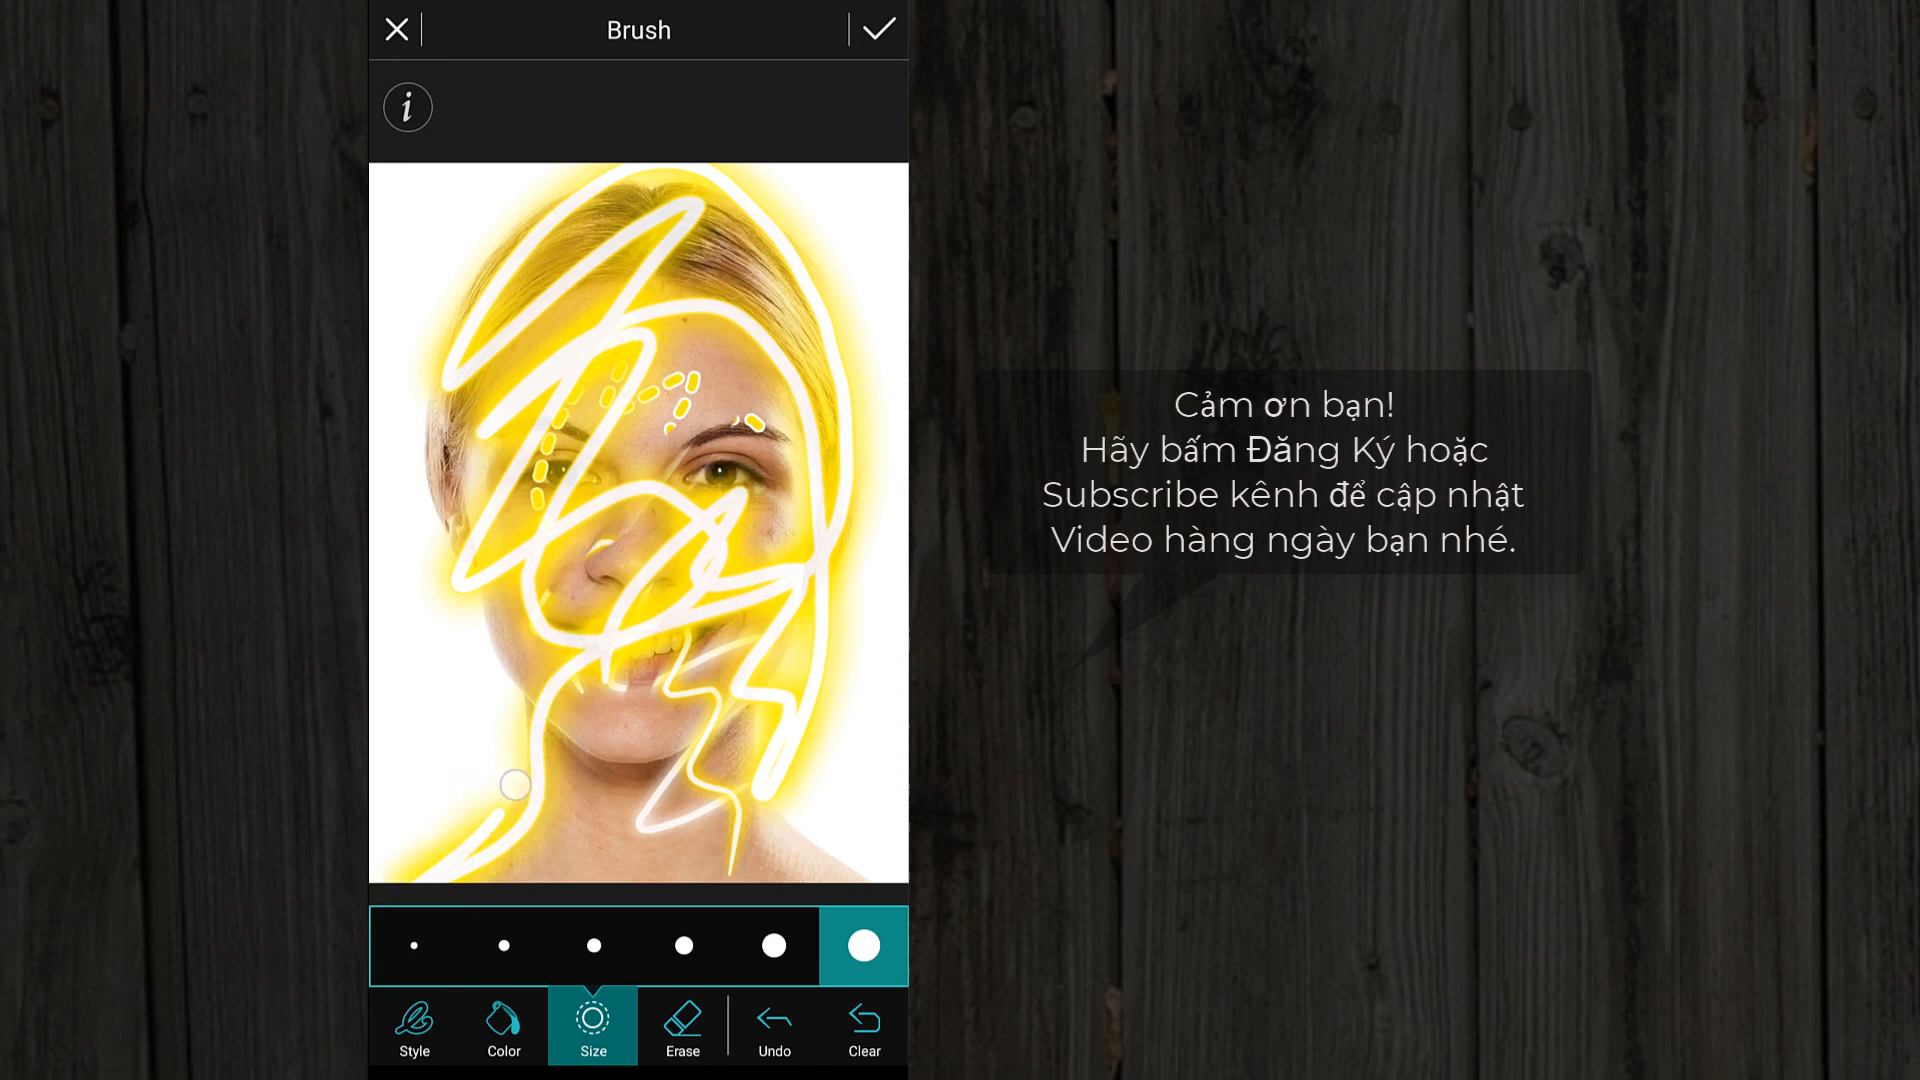 Brush
i
Cảm ơn bạn!
Hãy bấm Đăng Ký hoặc
Subscribe kênh để cập nhật
Video hàng ngày bạn nhé.
Style
Color
Size
Erase
Undo
Clear